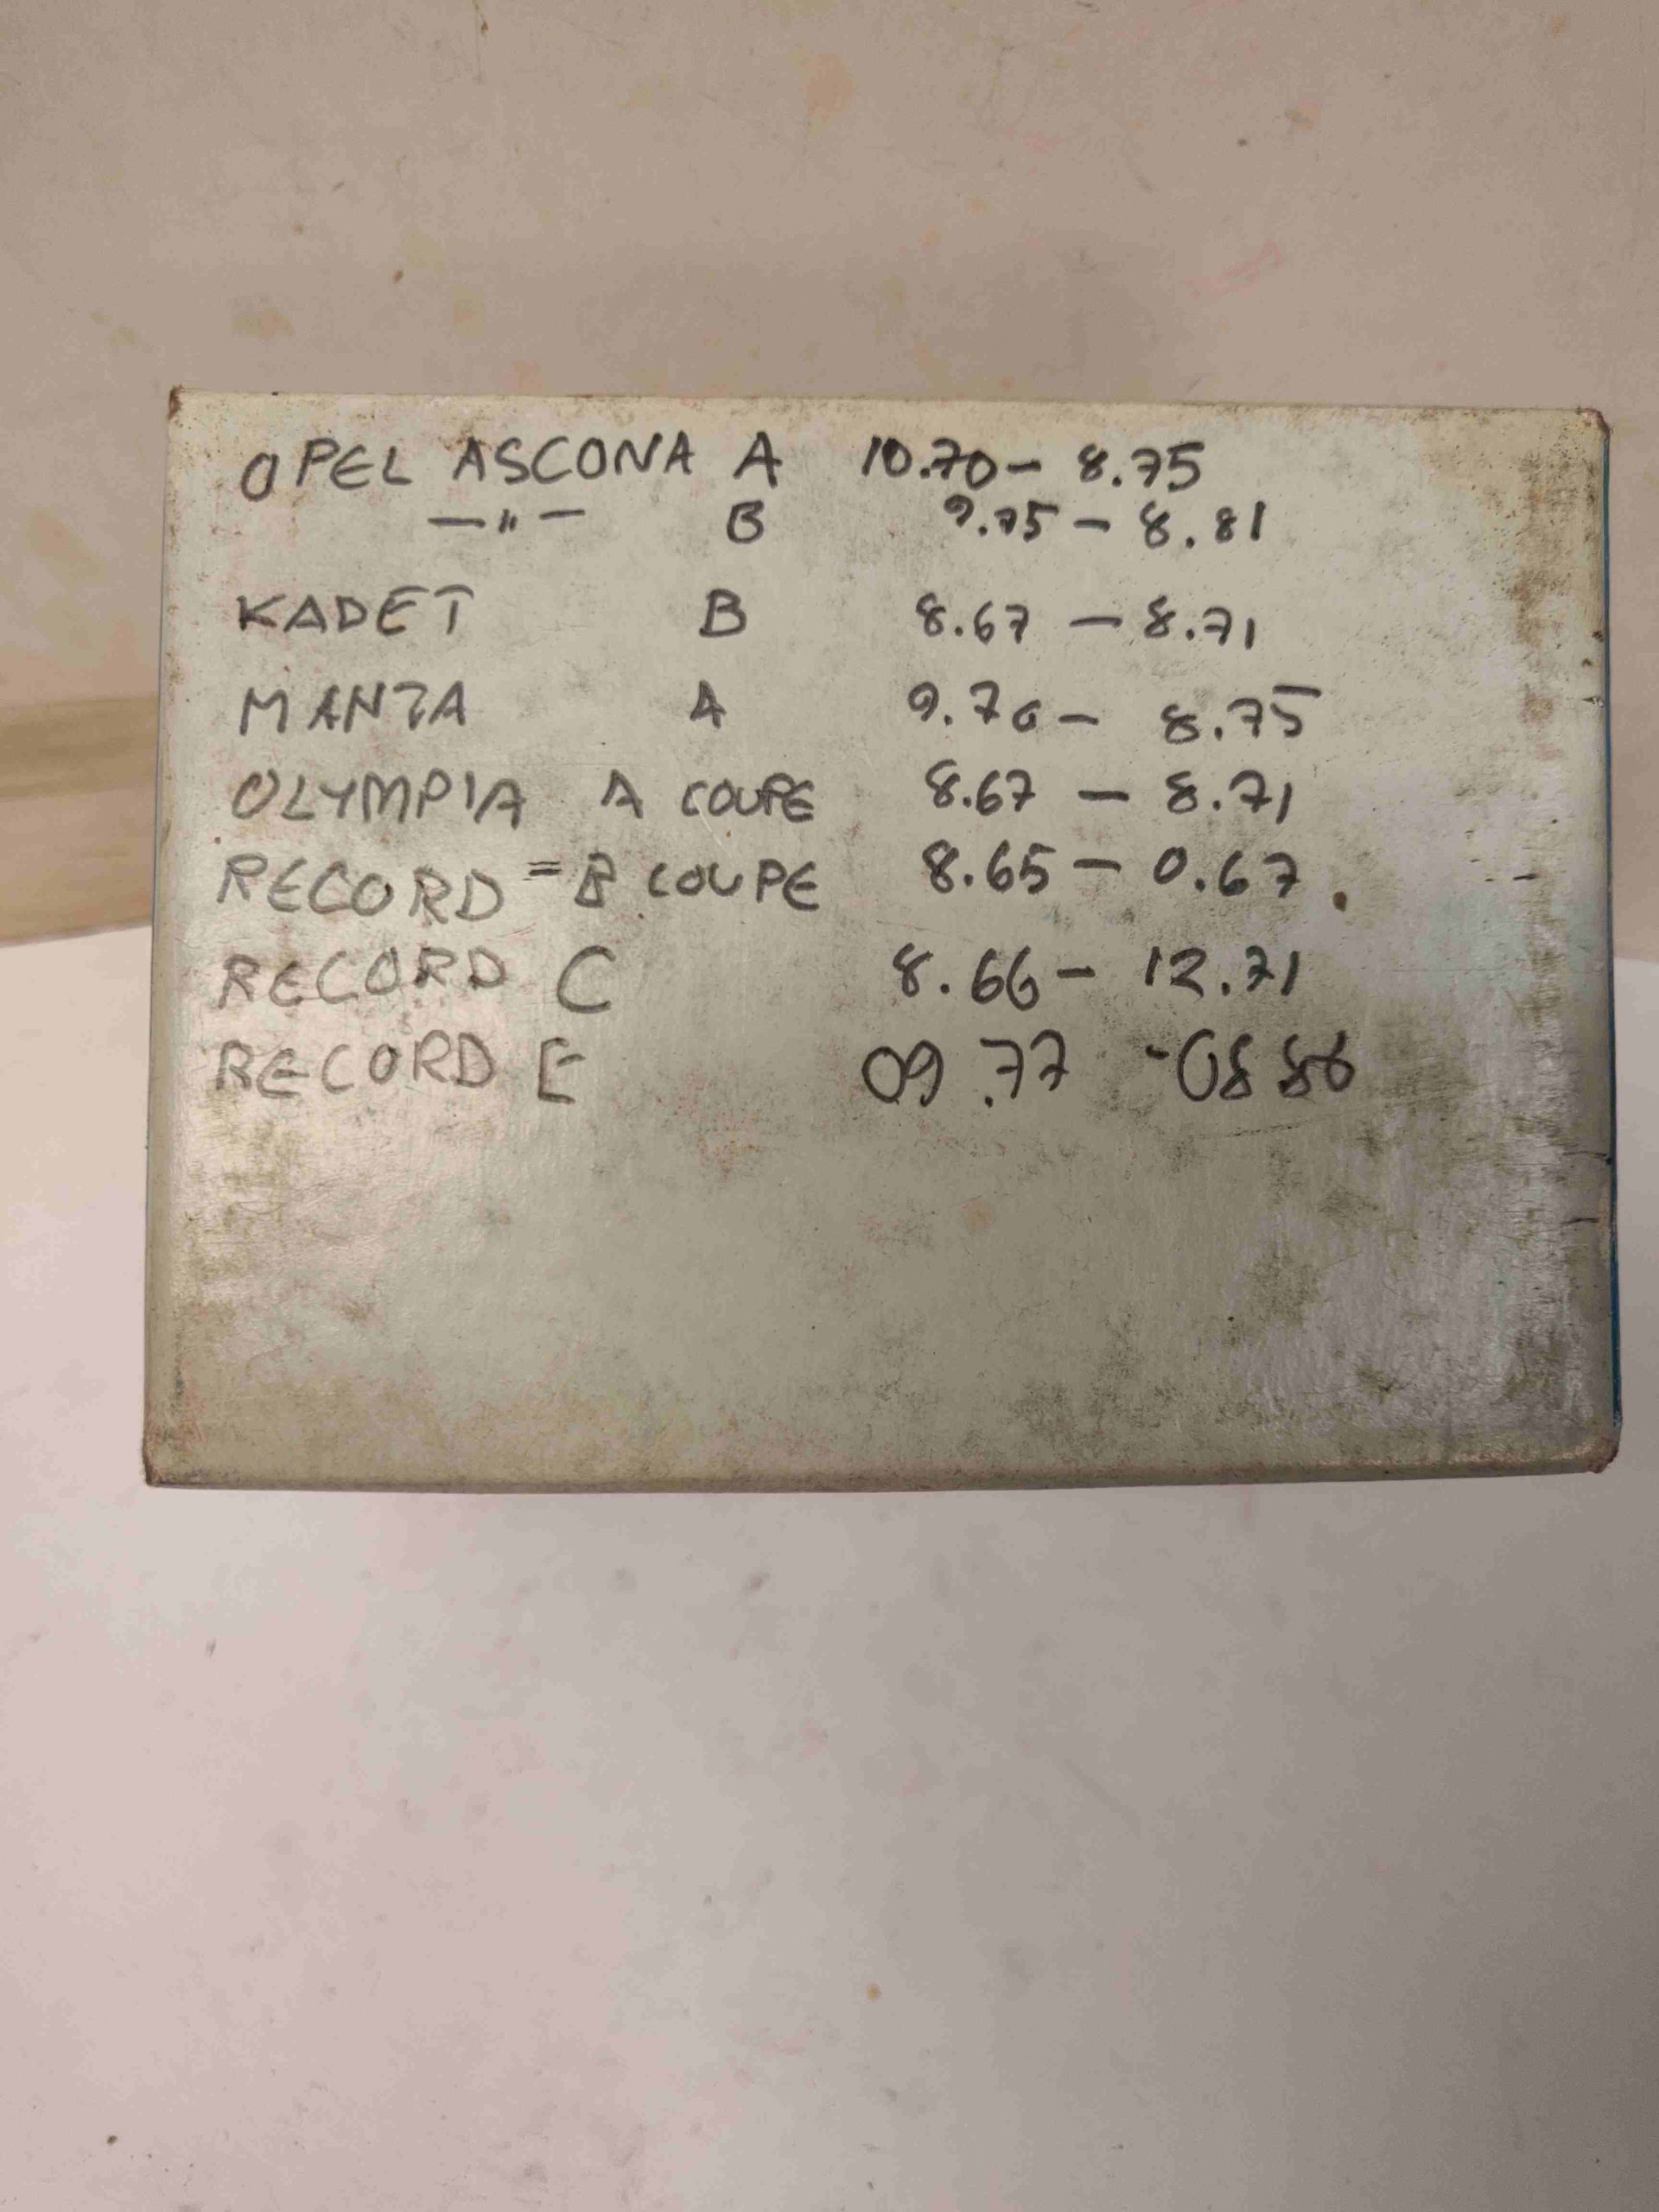 OPEL ASCONA A 10.70 - 8.75
-"- B 9.75 - 8.81
KADET B 8.67 - 8.71
MANTA A 9.70 - 8.75
OLYMPIA A COUPE 8.67 - 8.71
RECORD = B COUPE 8.65 - 0.67.
RECORD C 8.66 - 12.71
RECORD E 09.77 -0886